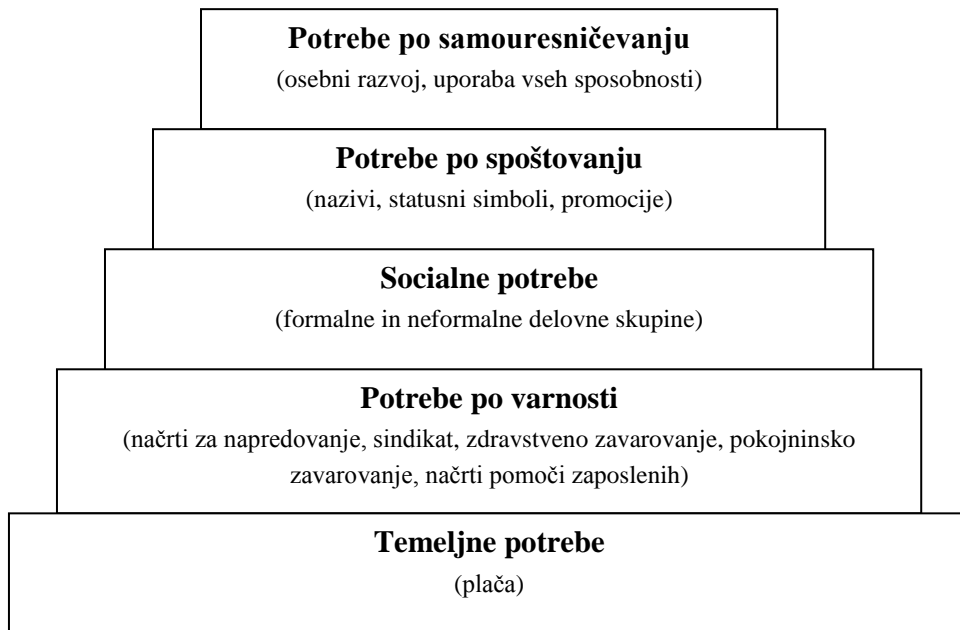 Potrebe po samouresničevanju
(osebni razvoj, uporaba vseh sposobnosti)
Potrebe po spoštovanju
(nazivi, statusni simboli, promocije)
Socialne potrebe
(formalne in neformalne delovne skupine)
Potrebe po varnosti
(načrti za napredovanje, sindikat, zdravstveno zavarovanje, pokojninsko
zavarovanje, načrti pomoči zaposlenih)
Temeljne potrebe
(plača)